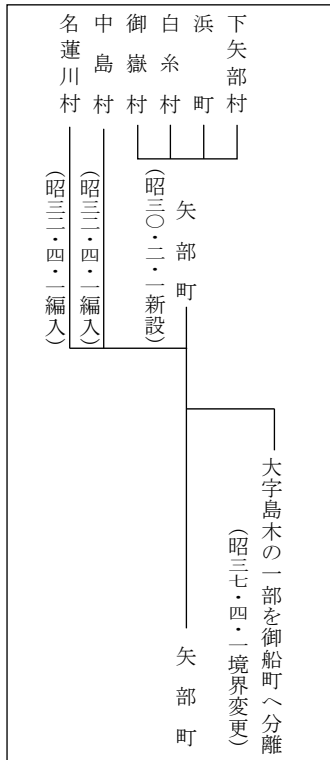 下矢部村
浜町
白糸村
御嶽村
中島村
名蓮川村
矢部町
(昭三〇・二・一新設)
(昭三二・四・一編入)
(昭三二・四・一編入)
大字島木の一部を御船町へ分離
(昭三七・四・一境界変更)
矢部町